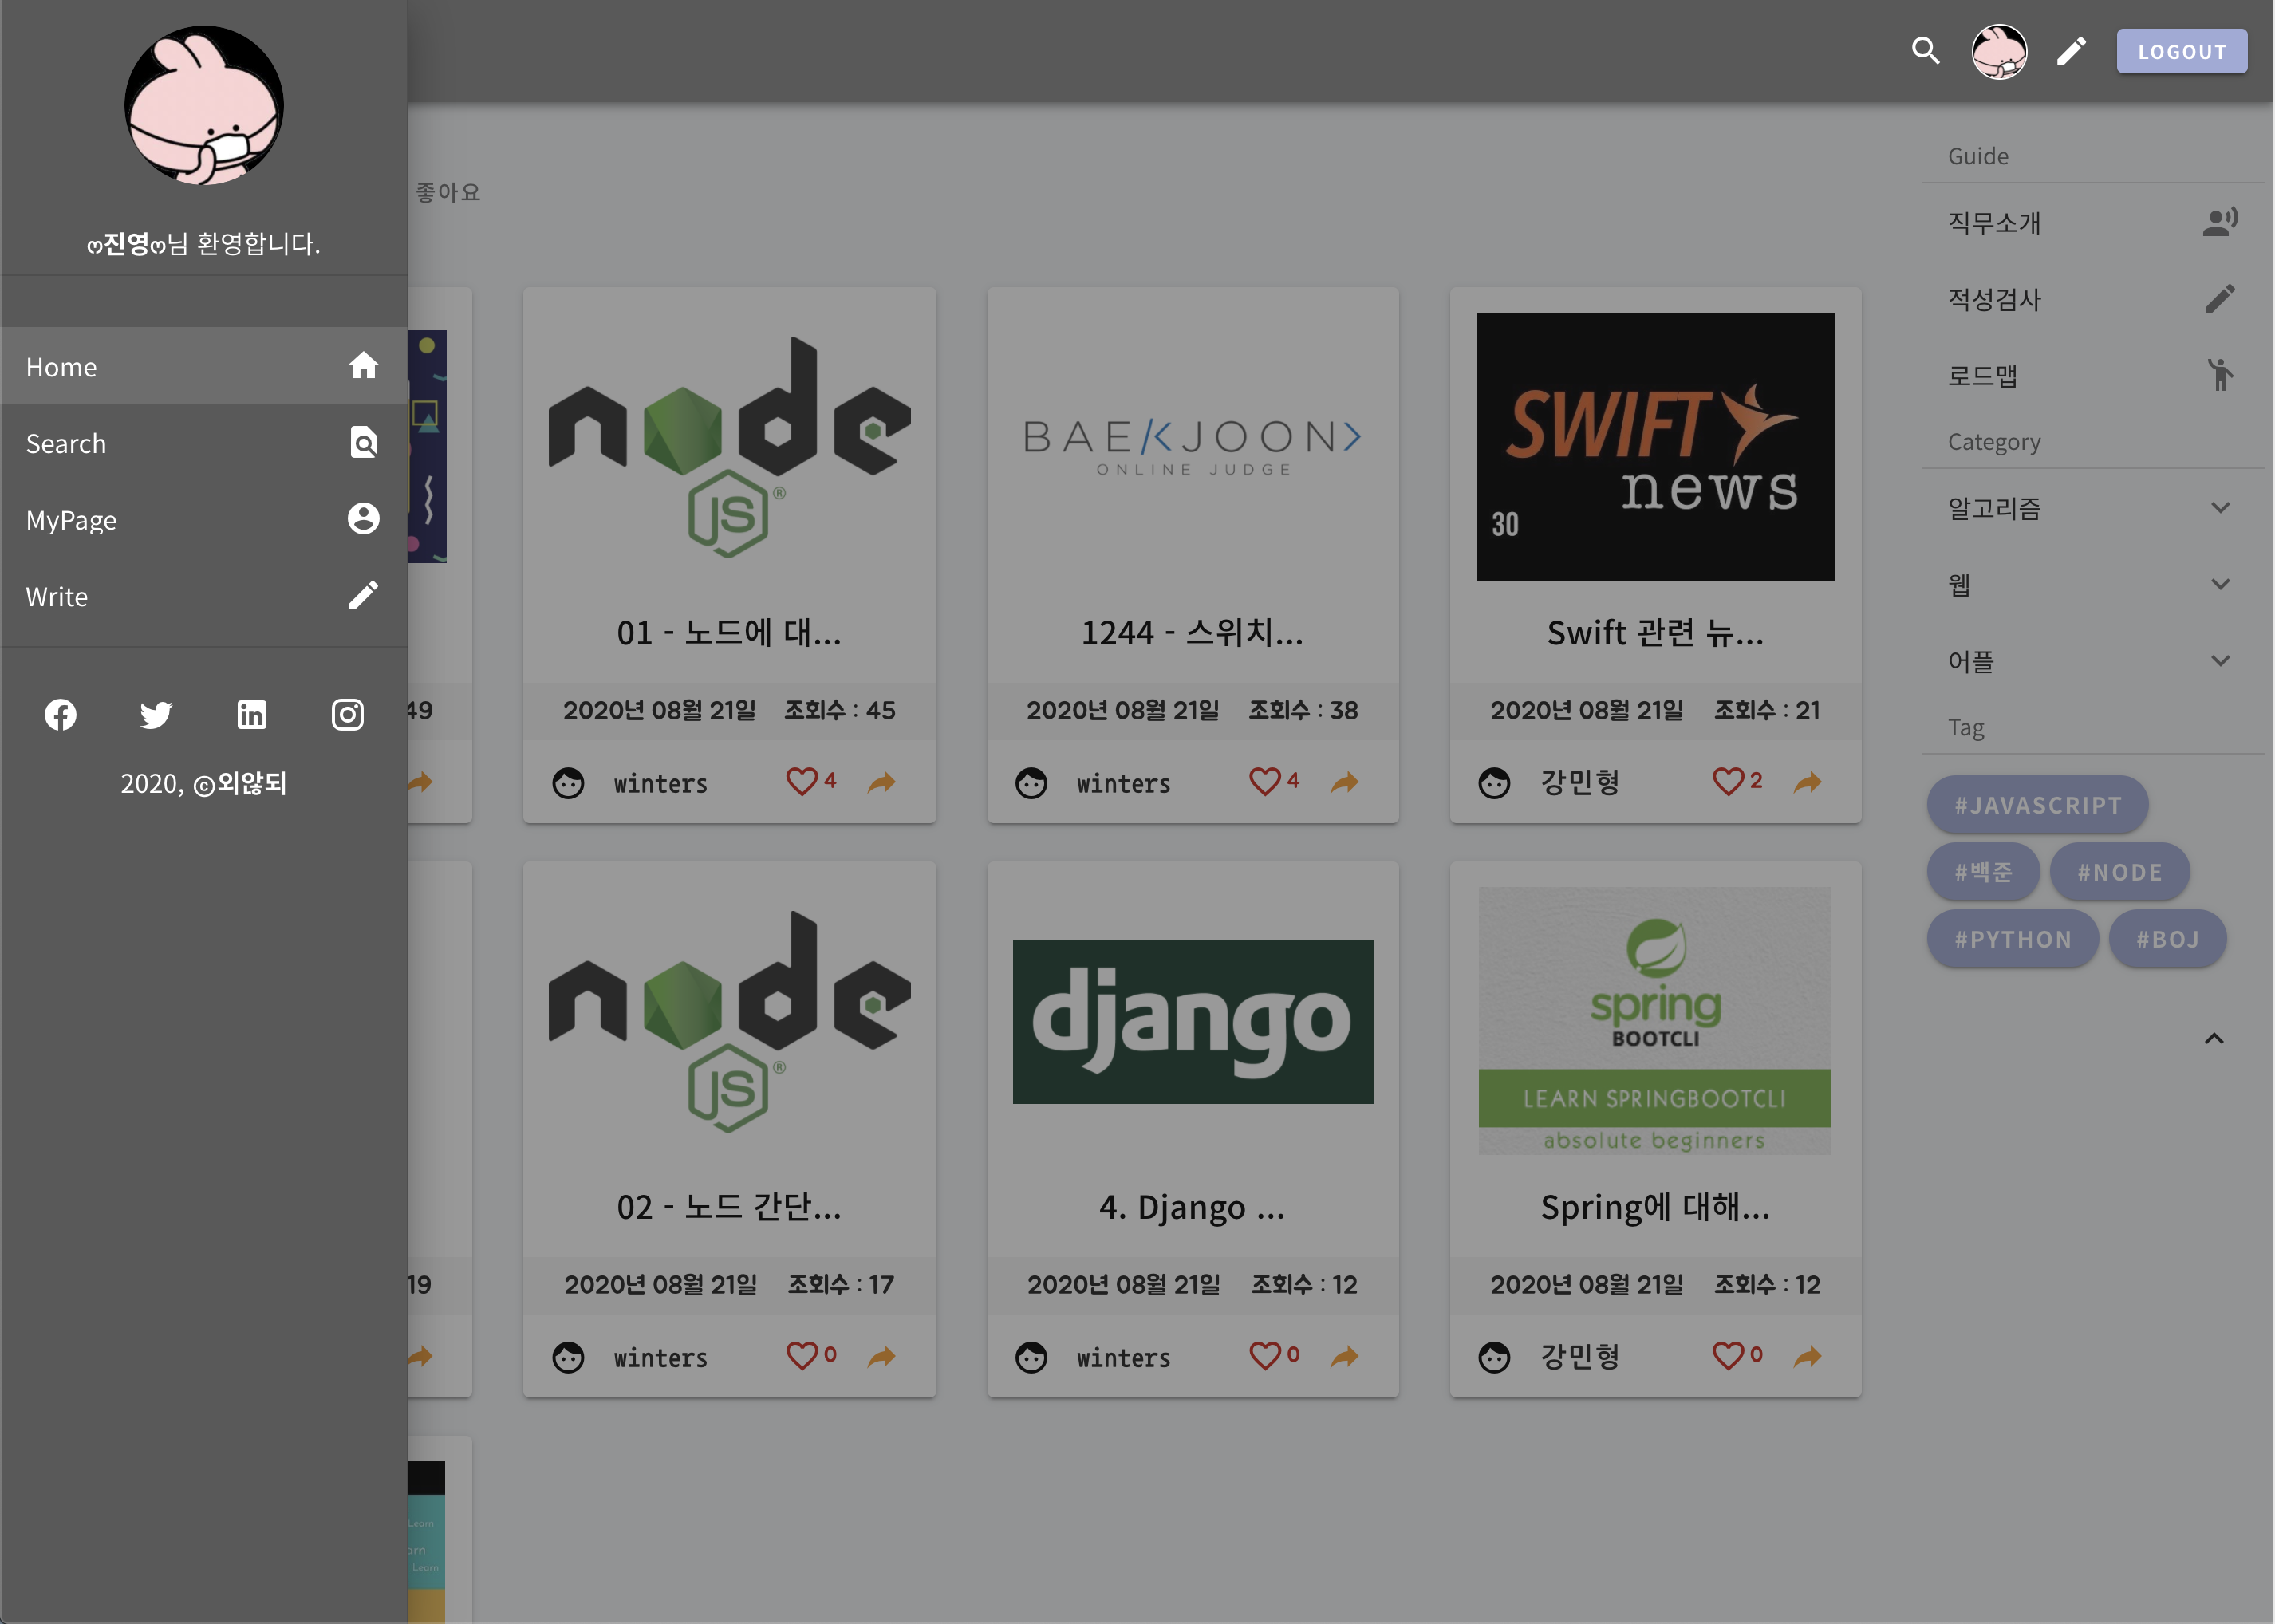 LOGOUT
ო진영ო님 환영합니다.
Home
Search
MyPage
Write
2020, ©외않되
좋아요
49
node
JS ®
01 - 노드에 대...
2020년 08월 21일 조회수 : 45
winters 4
BAEKJOON>
ONLINE JUDGE
1244 - 스위치...
2020년 08월 21일 조회수 : 38
winters 4
SWIFT
news
30
Swift 관련 뉴...
2020년 08월 21일 조회수 : 21
강민형 2
19
node
JS ®
02 - 노드 간단...
2020년 08월 21일 조회수 : 17
winters 0
django
4. Django ...
2020년 08월 21일 조회수 : 12
winters 0
spring
BOOTCLI
LEARN SPRINGBOOTCLI
absolute beginners
Spring에 대해...
2020년 08월 21일 조회수 : 12
강민형 0
Learn
arn
Learn
Guide
직무소개
적성검사
로드맵
Category
알고리즘
웹
어플
Tag
#JAVASCRIPT
#백준 #NODE
#PYTHON #BOJ